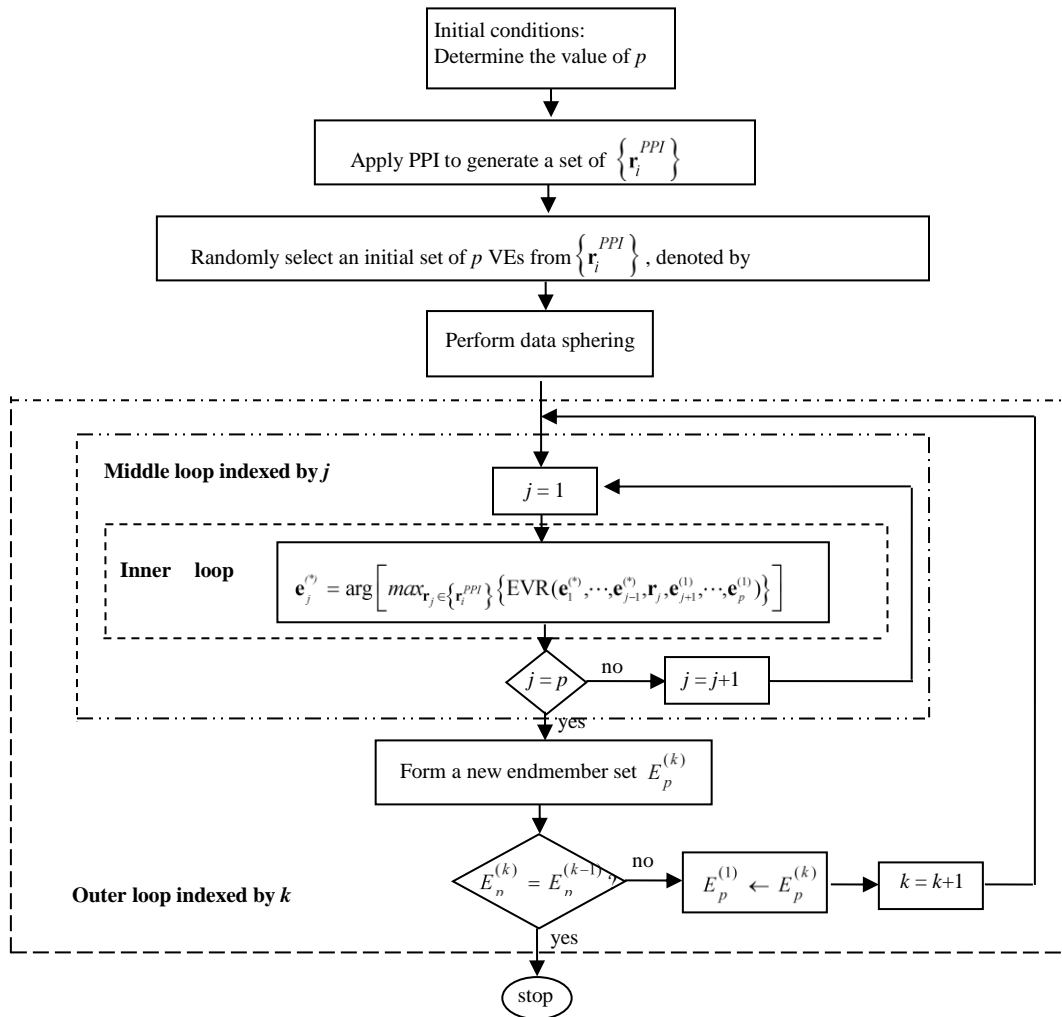 Initial conditions:
Determine the value of p
Apply PPI to generate a set of {r_i^{PPI}}
Randomly select an initial set of p VEs from {r_i^{PPI}} , denoted by
Perform data sphering
Middle loop indexed by j
j = 1
Inner loop
e_j^{(*)} = arg[max_{r_j∈{r_i^{PPI}}}{EVR(e_1^{(*)},⋯,e_{j−1}^{(*)},r_j,e_{j+1}^{(1)},⋯,e_p^{(1)})}]
j = p
no
j = j+1
yes
Form a new endmember set E_p^{(k)}
E_p^{(k)} = E_p^{(k−1)} ?
no
E_p^{(1)} ← E_p^{(k)}
k = k+1
Outer loop indexed by k
yes
stop